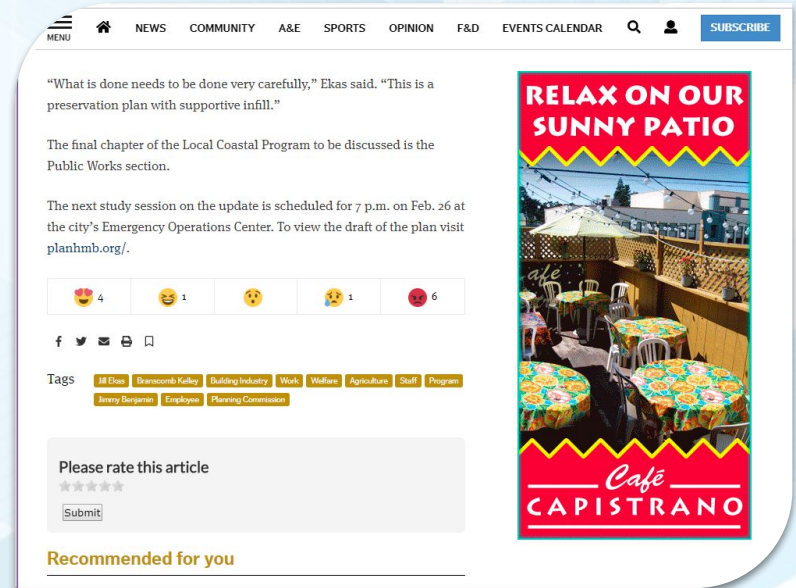 MENU
NEWS COMMUNITY A&E SPORTS OPINION F&D EVENTS CALENDAR SUBSCRIBE
“What is done needs to be done very carefully,” Ekas said. “This is a
preservation plan with supportive infill.”
The final chapter of the Local Coastal Program to be discussed is the
Public Works section.
The next study session on the update is scheduled for 7 p.m. on Feb. 26 at
the city’s Emergency Operations Center. To view the draft of the plan visit
planhmb.org/.
4 1 1 6
Tags Jill Ekas Branscomb Kelley Building Industry Work Welfare Agriculture Staff Program
Jimmy Benjamin Employee Planning Commission
Please rate this article
Submit
Recommended for you
RELAX ON OUR
SUNNY PATIO
afé
Café
CAPISTRANO